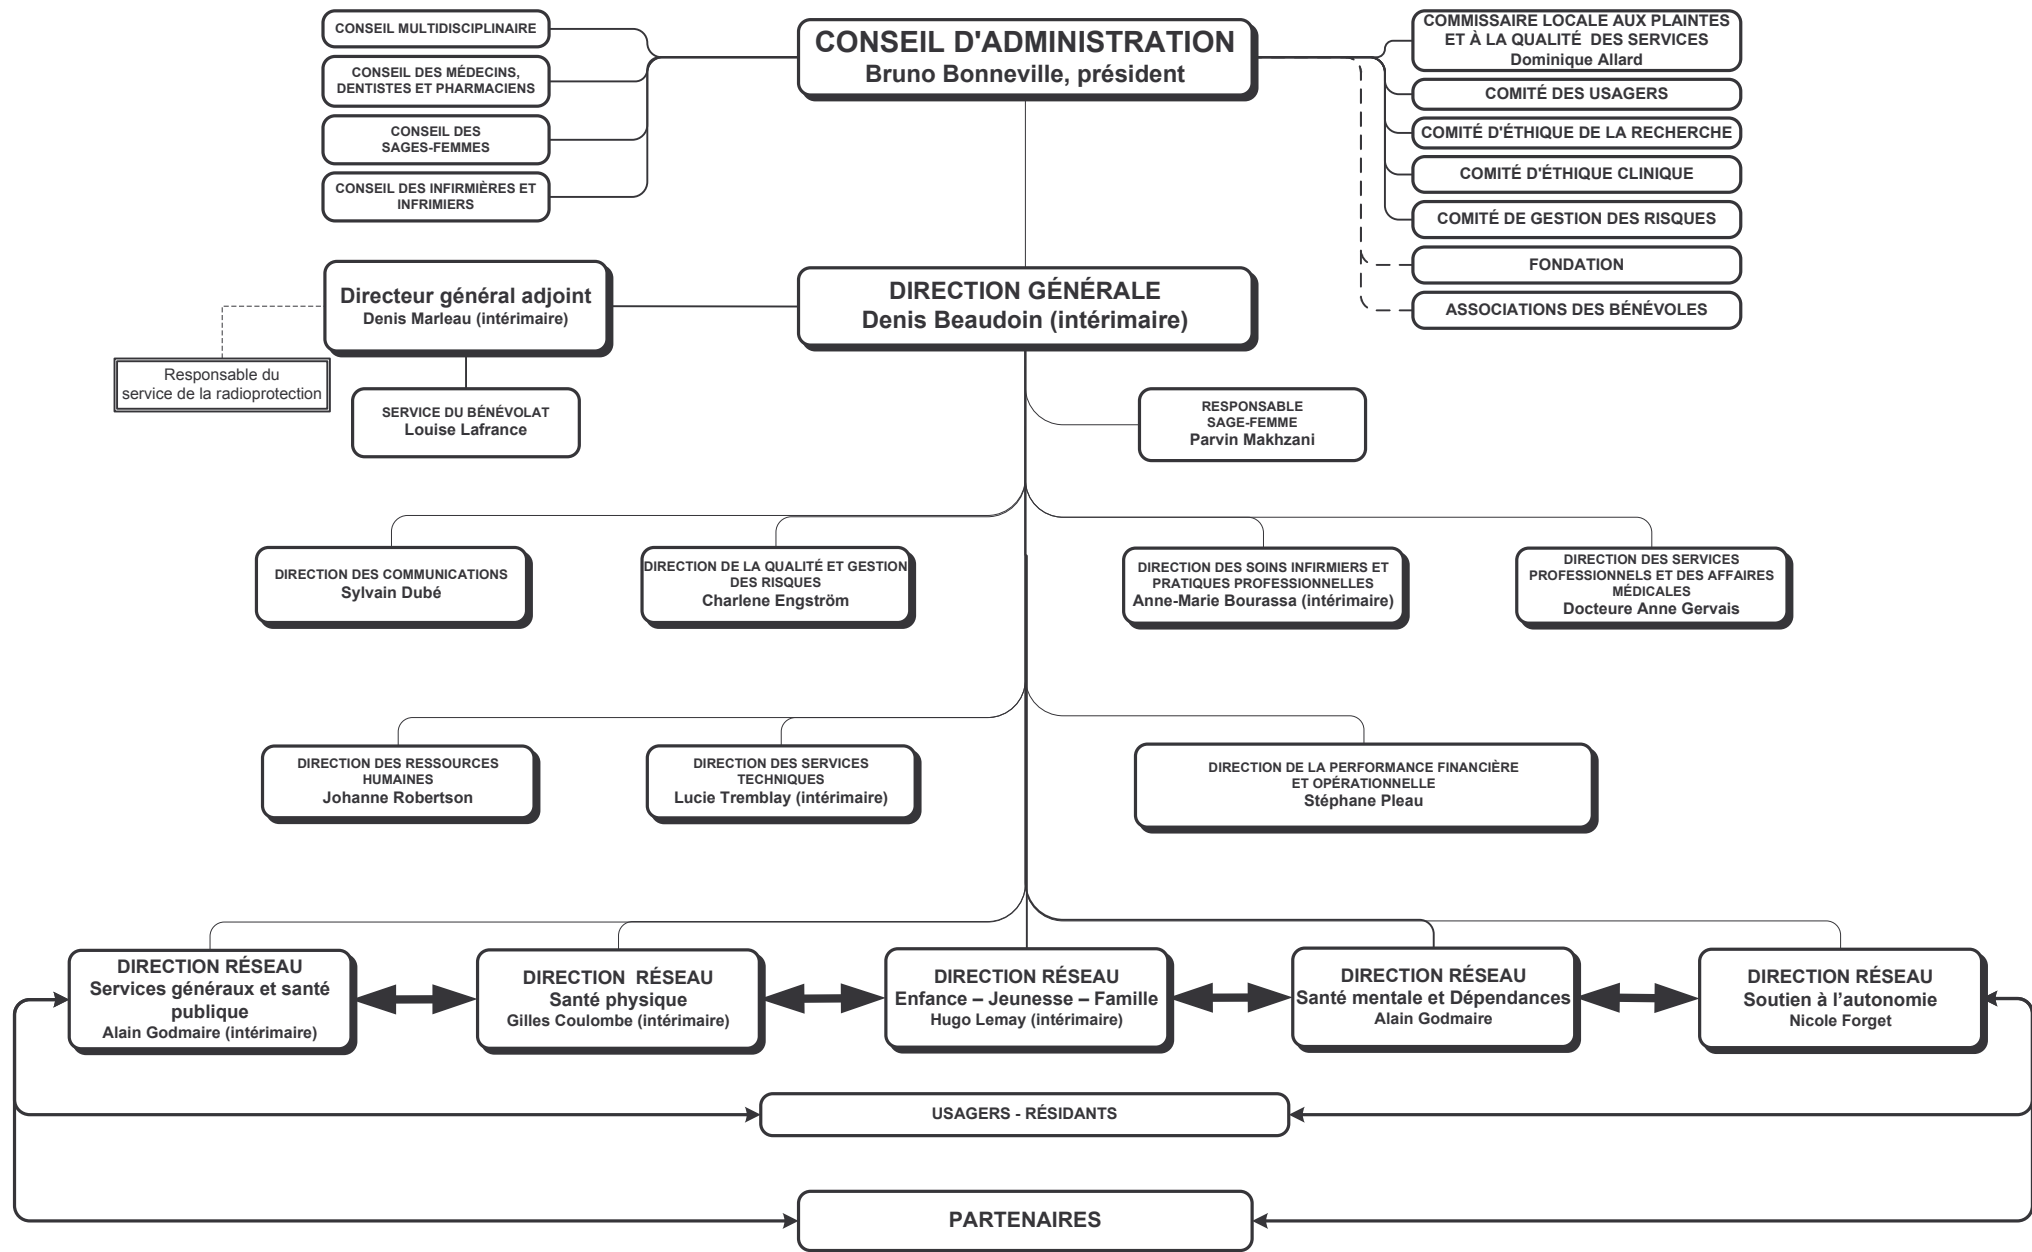 CONSEIL MULTIDISCIPLINAIRE
CONSEIL DES MÉDECINS,
DENTISTES ET PHARMACIENS
CONSEIL DES
SAGES-FEMMES
CONSEIL DES INFIRMIÈRES ET
INFRIMIERS
CONSEIL D'ADMINISTRATION
Bruno Bonneville, président
COMMISSAIRE LOCALE AUX PLAINTES
ET À LA QUALITÉ DES SERVICES
Dominique Allard
COMITÉ DES USAGERS
COMITÉ D'ÉTHIQUE DE LA RECHERCHE
COMITÉ D'ÉTHIQUE CLINIQUE
COMITÉ DE GESTION DES RISQUES
FONDATION
ASSOCIATIONS DES BÉNÉVOLES
Directeur général adjoint
Denis Marleau (intérimaire)
DIRECTION GÉNÉRALE
Denis Beaudoin (intérimaire)
Responsable du
service de la radioprotection
SERVICE DU BÉNÉVOLAT
Louise Lafrance
RESPONSABLE
SAGE-FEMME
Parvin Makhzani
DIRECTION DES COMMUNICATIONS
Sylvain Dubé
DIRECTION DE LA QUALITÉ ET GESTION
DES RISQUES
Charlene Engström
DIRECTION DES SOINS INFIRMIERS ET
PRATIQUES PROFESSIONNELLES
Anne-Marie Bourassa (intérimaire)
DIRECTION DES SERVICES
PROFESSIONNELS ET DES AFFAIRES
MÉDICALES
Docteure Anne Gervais
DIRECTION DES RESSOURCES
HUMAINES
Johanne Robertson
DIRECTION DES SERVICES
TECHNIQUES
Lucie Tremblay (intérimaire)
DIRECTION DE LA PERFORMANCE FINANCIÈRE
ET OPÉRATIONNELLE
Stéphane Pleau
DIRECTION RÉSEAU
Services généraux et santé
publique
Alain Godmaire (intérimaire)
DIRECTION RÉSEAU
Santé physique
Gilles Coulombe (intérimaire)
DIRECTION RÉSEAU
Enfance – Jeunesse – Famille
Hugo Lemay (intérimaire)
DIRECTION RÉSEAU
Santé mentale et Dépendances
Alain Godmaire
DIRECTION RÉSEAU
Soutien à l’autonomie
Nicole Forget
USAGERS - RÉSIDANTS
PARTENAIRES